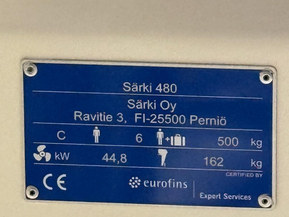 Särki 480
Särki Oy
Ravitie 3, FI-25500 Perniö
C 6 500 kg
kW 44,8 162 kg
CERTIFIED BY
CE eurofins Expert Services